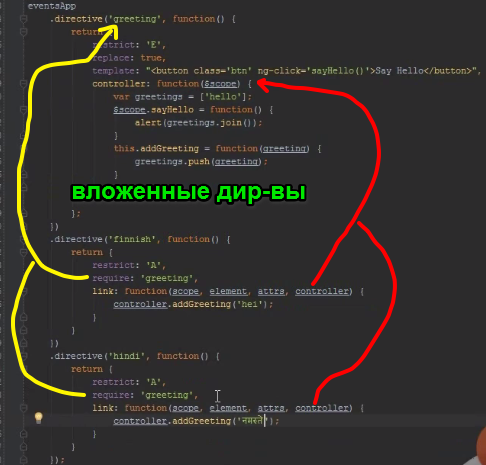 eventsApp
.directive('greeting', function() {
return {
restrict: 'E',
replace: true,
template: "<button class='btn' ng-click='sayHello()'>Say Hello</button>",
controller: function($scope) {
var greetings = ['hello'];
$scope.sayHello = function() {
alert(greetings.join());
}
this.addGreeting = function(greeting) {
greetings.push(greeting);
}
вложенные дир-вы
};
})
.directive('finnish', function() {
return {
restrict: 'A',
require: 'greeting',
link: function(scope, element, attrs, controller) {
controller.addGreeting('hei');
}
}
})
.directive('hindi', function() {
return {
restrict: 'A',
require: 'greeting',
link: function(scope, element, attrs, controller) {
controller.addGreeting('नमस्ते');
}
}
});